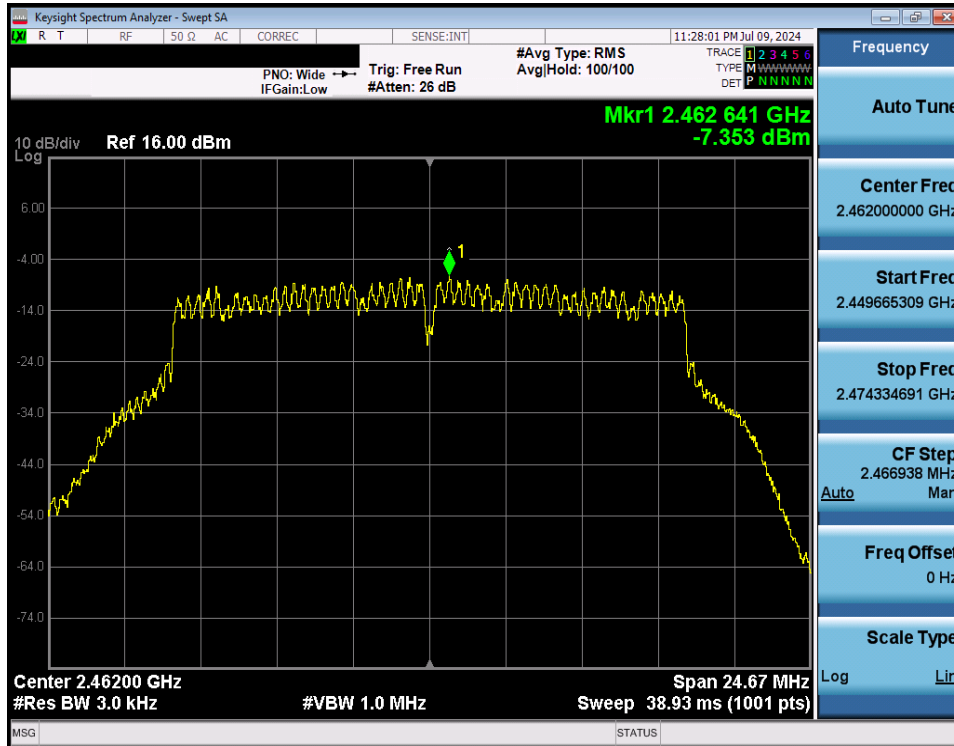 Keysight Spectrum Analyzer - Swept SA
LXI R T RF 50 Ω AC CORREC SENSE:INT 11:28:01 PM Jul 09, 2024
PNO: Wide Trig: Free Run #Avg Type: RMS TRACE 1 2 3 4 5 6
IFGain:Low #Atten: 26 dB Avg|Hold: 100/100 TYPE M W W W W W
DET P N N N N N
Mkr1 2.462 641 GHz
-7.353 dBm
10 dB/div Ref 16.00 dBm
Log
6.00
-4.00
1
-14.0
-24.0
-34.0
-44.0
-54.0
-64.0
-74.0
Center 2.46200 GHz Span 24.67 MHz
#Res BW 3.0 kHz #VBW 1.0 MHz Sweep 38.93 ms (1001 pts)
MSG STATUS
Frequency
Auto Tune
Center Freq
2.462000000 GHz
Start Freq
2.449665309 GHz
Stop Freq
2.474334691 GHz
CF Step
2.466938 MHz
Auto Man
Freq Offset
0 Hz
Scale Type
Log Lin